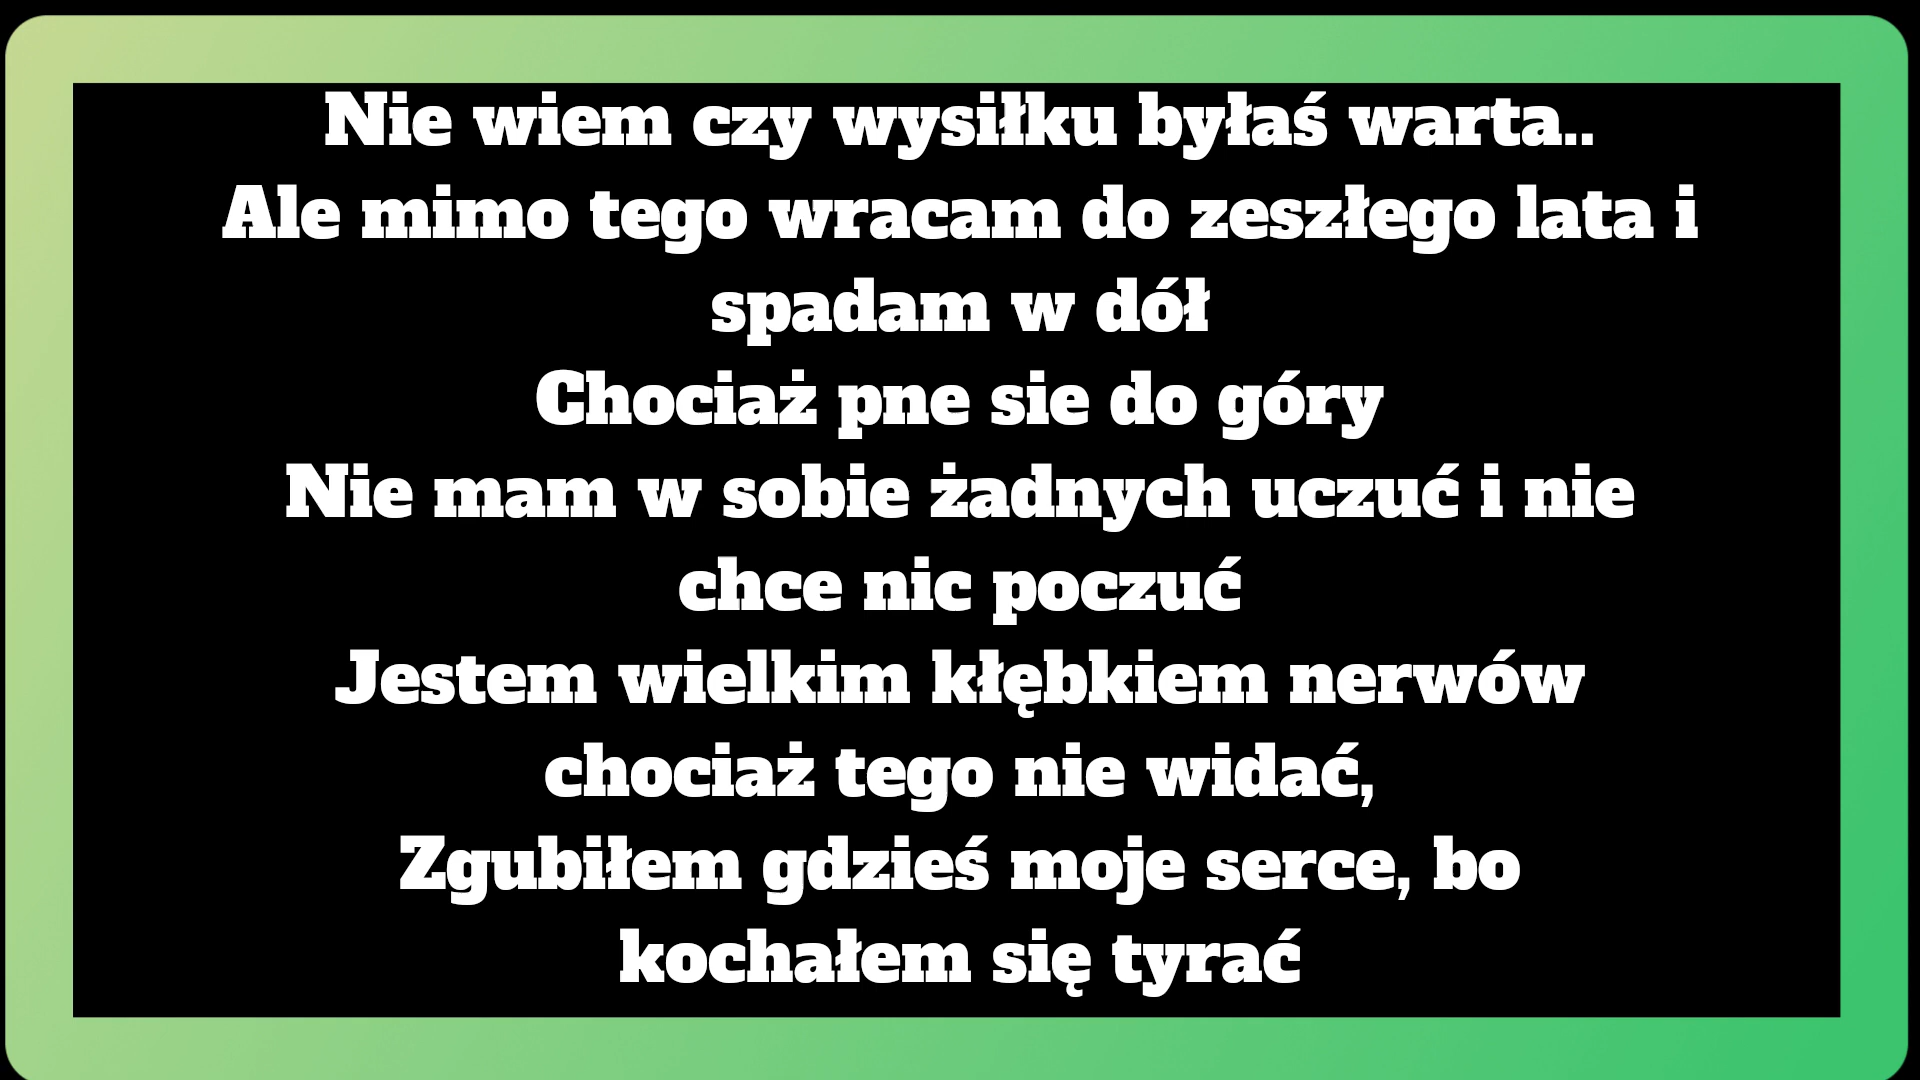 Nie wiem czy wysiłku byłaś warta..
Ale mimo tego wracam do zeszłego lata i
spadam w dół
Chociaż pne sie do góry
Nie mam w sobie żadnych uczuć i nie
chce nic poczuć
Jestem wielkim kłębkiem nerwów
chociaż tego nie widać,
Zgubiłem gdzieś moje serce, bo
kochałem się tyrać